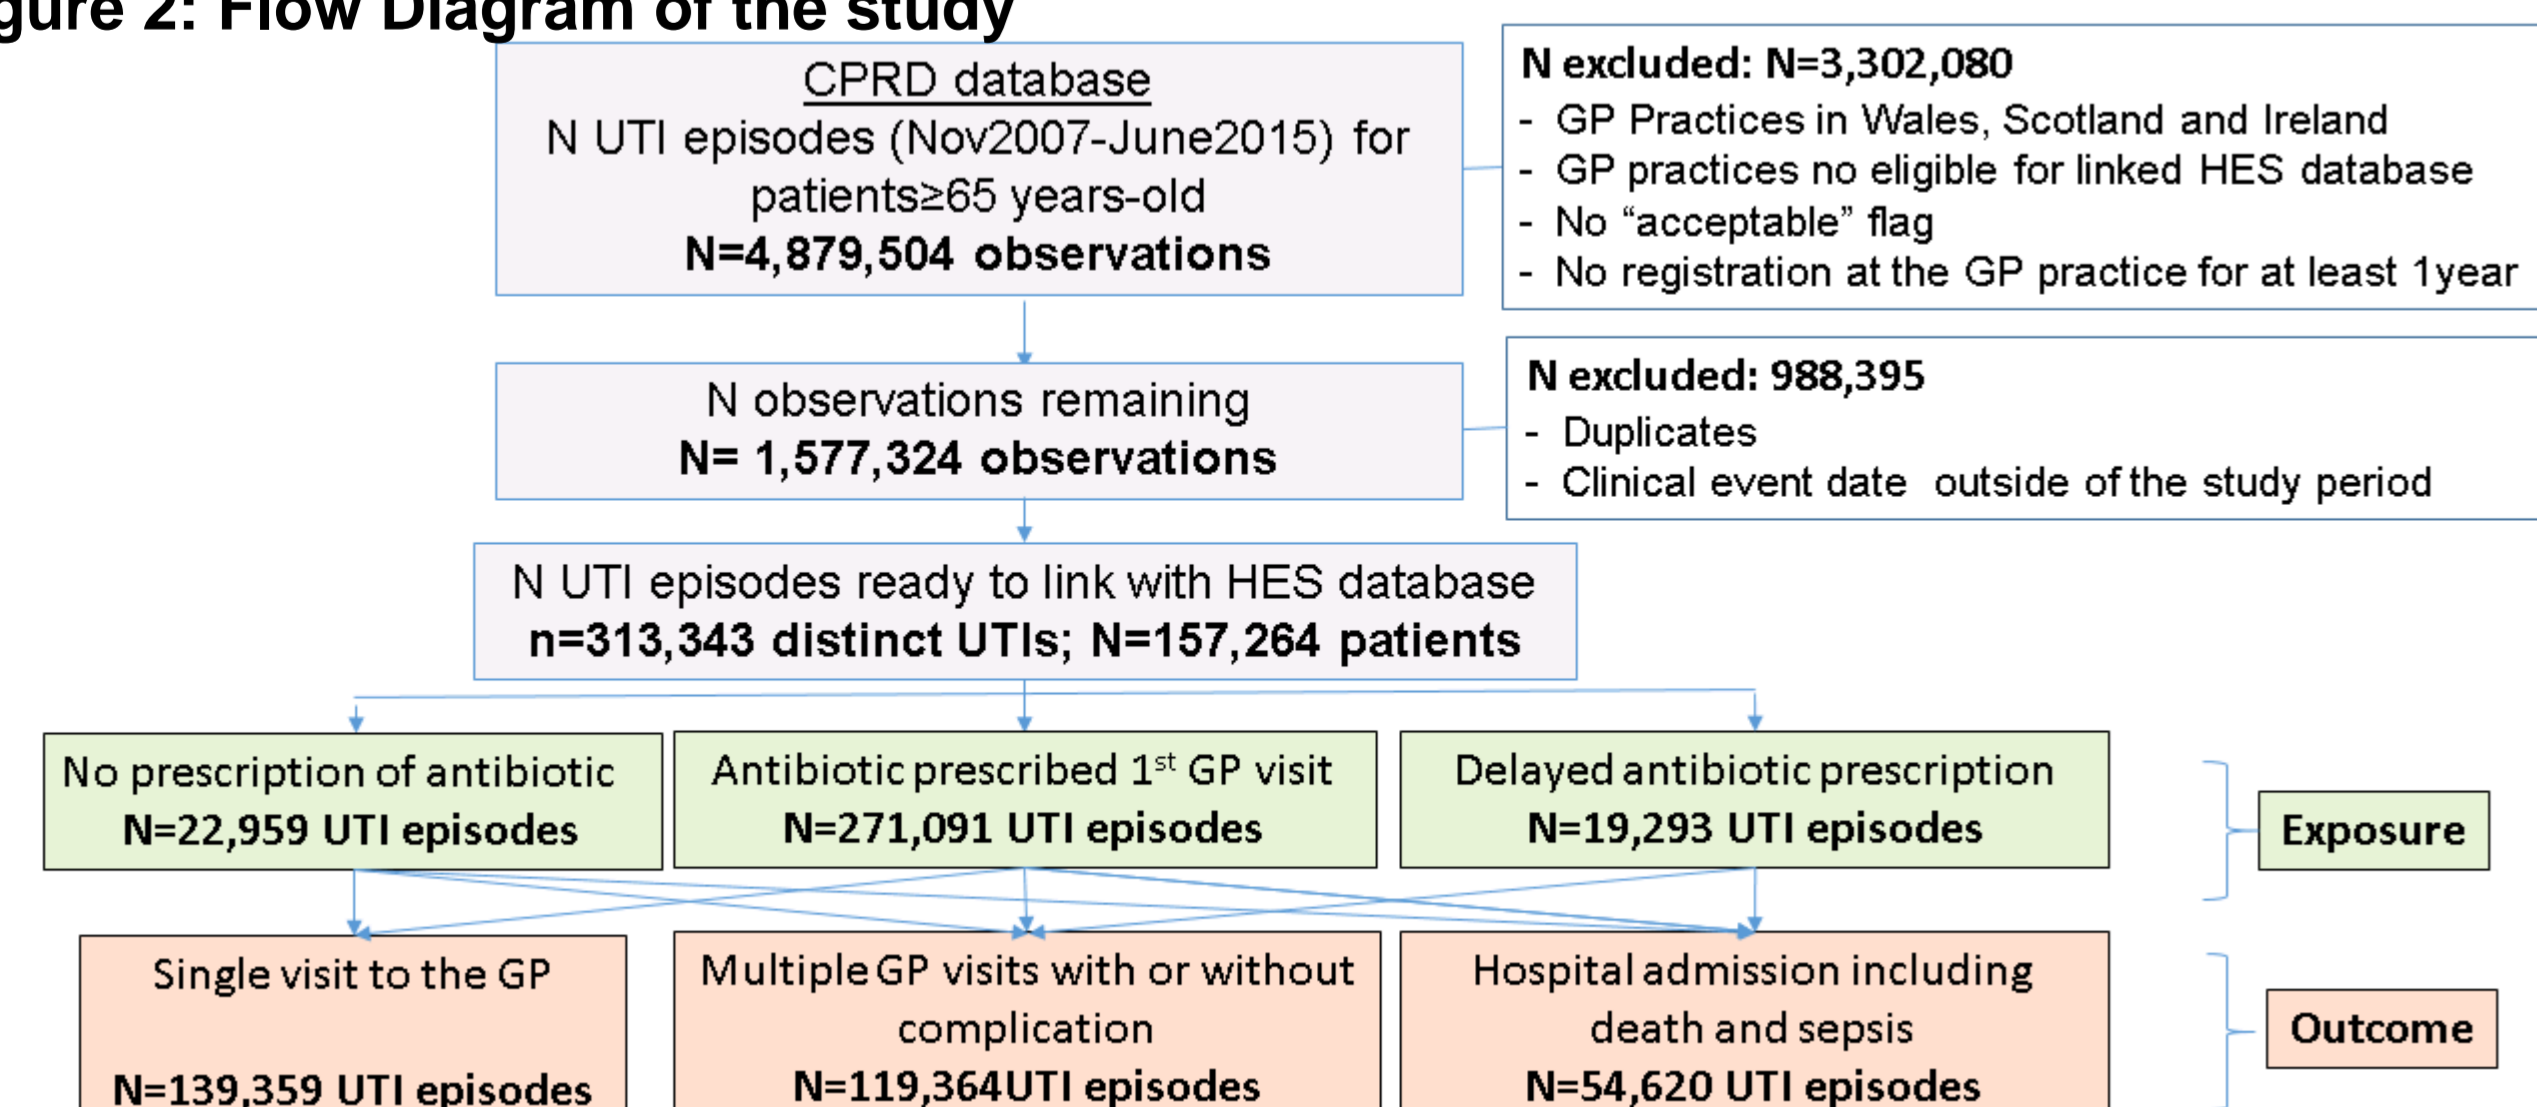 gure 2: Flow Diagram of the study
CPRD database
N UTI episodes (Nov2007-June2015) for
patients≥65 years-old
N=4,879,504 observations
N excluded: N=3,302,080
- GP Practices in Wales, Scotland and Ireland
- GP practices no eligible for linked HES database
- No “acceptable” flag
- No registration at the GP practice for at least 1year
N observations remaining
N= 1,577,324 observations
N excluded: 988,395
- Duplicates
- Clinical event date outside of the study period
N UTI episodes ready to link with HES database
n=313,343 distinct UTIs; N=157,264 patients
No prescription of antibiotic
N=22,959 UTI episodes
Antibiotic prescribed 1st GP visit
N=271,091 UTI episodes
Delayed antibiotic prescription
N=19,293 UTI episodes
Exposure
Single visit to the GP
N=139,359 UTI episodes
Multiple GP visits with or without
complication
N=119,364UTI episodes
Hospital admission including
death and sepsis
N=54,620 UTI episodes
Outcome